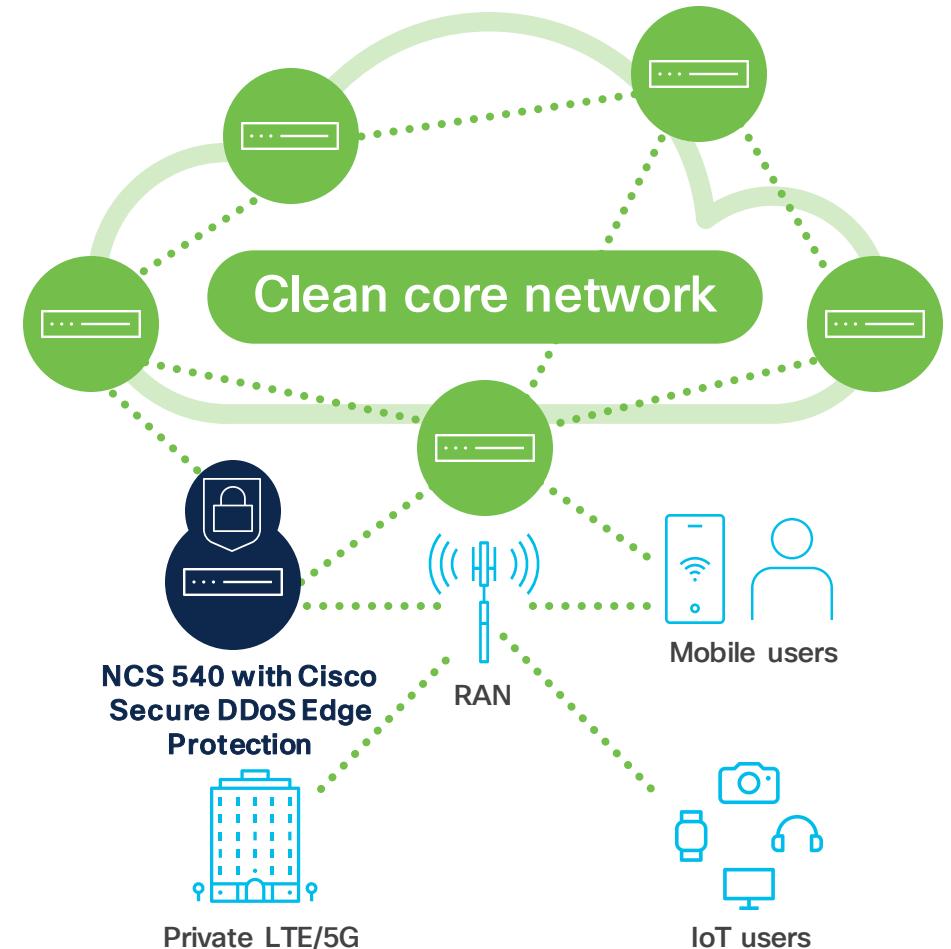 Clean core network
Mobile users
NCS 540 with Cisco
Secure DDoS Edge
Protection
RAN
Private LTE/5G
IoT users